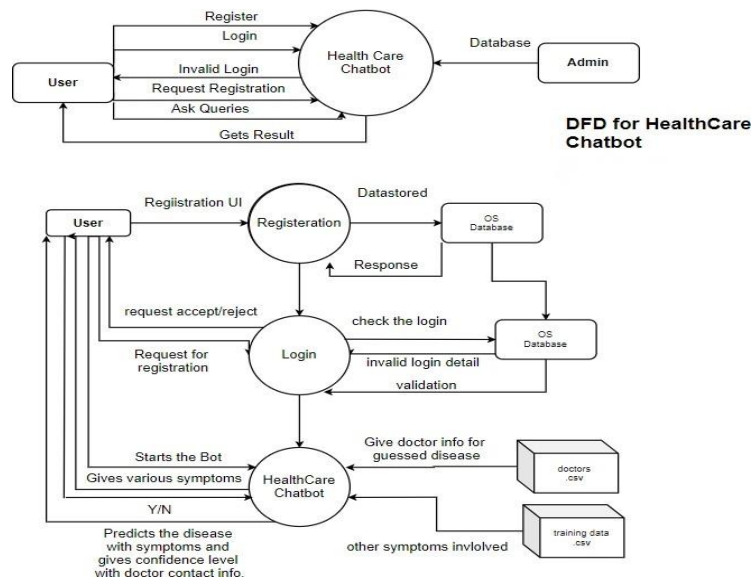 Register
Login
Invalid Login
Request Registration
Ask Queries
Gets Result
User
Health Care
Chatbot
Database
Admin
DFD for HealthCare
Chatbot
User
Regiistration UI
Registeration
Datastored
OS
Database
Response
request accept/reject
Request for
registration
Login
check the login
invalid login detail
validation
OS
Database
Starts the Bot
Gives various symptoms
Y/N
Predicts the disease
with symptoms and
gives confidence level
with doctor contact info.
HealthCare
Chatbot
Give doctor info for
guessed disease
doctors
.csv
other symptoms invloved
training data
.csv